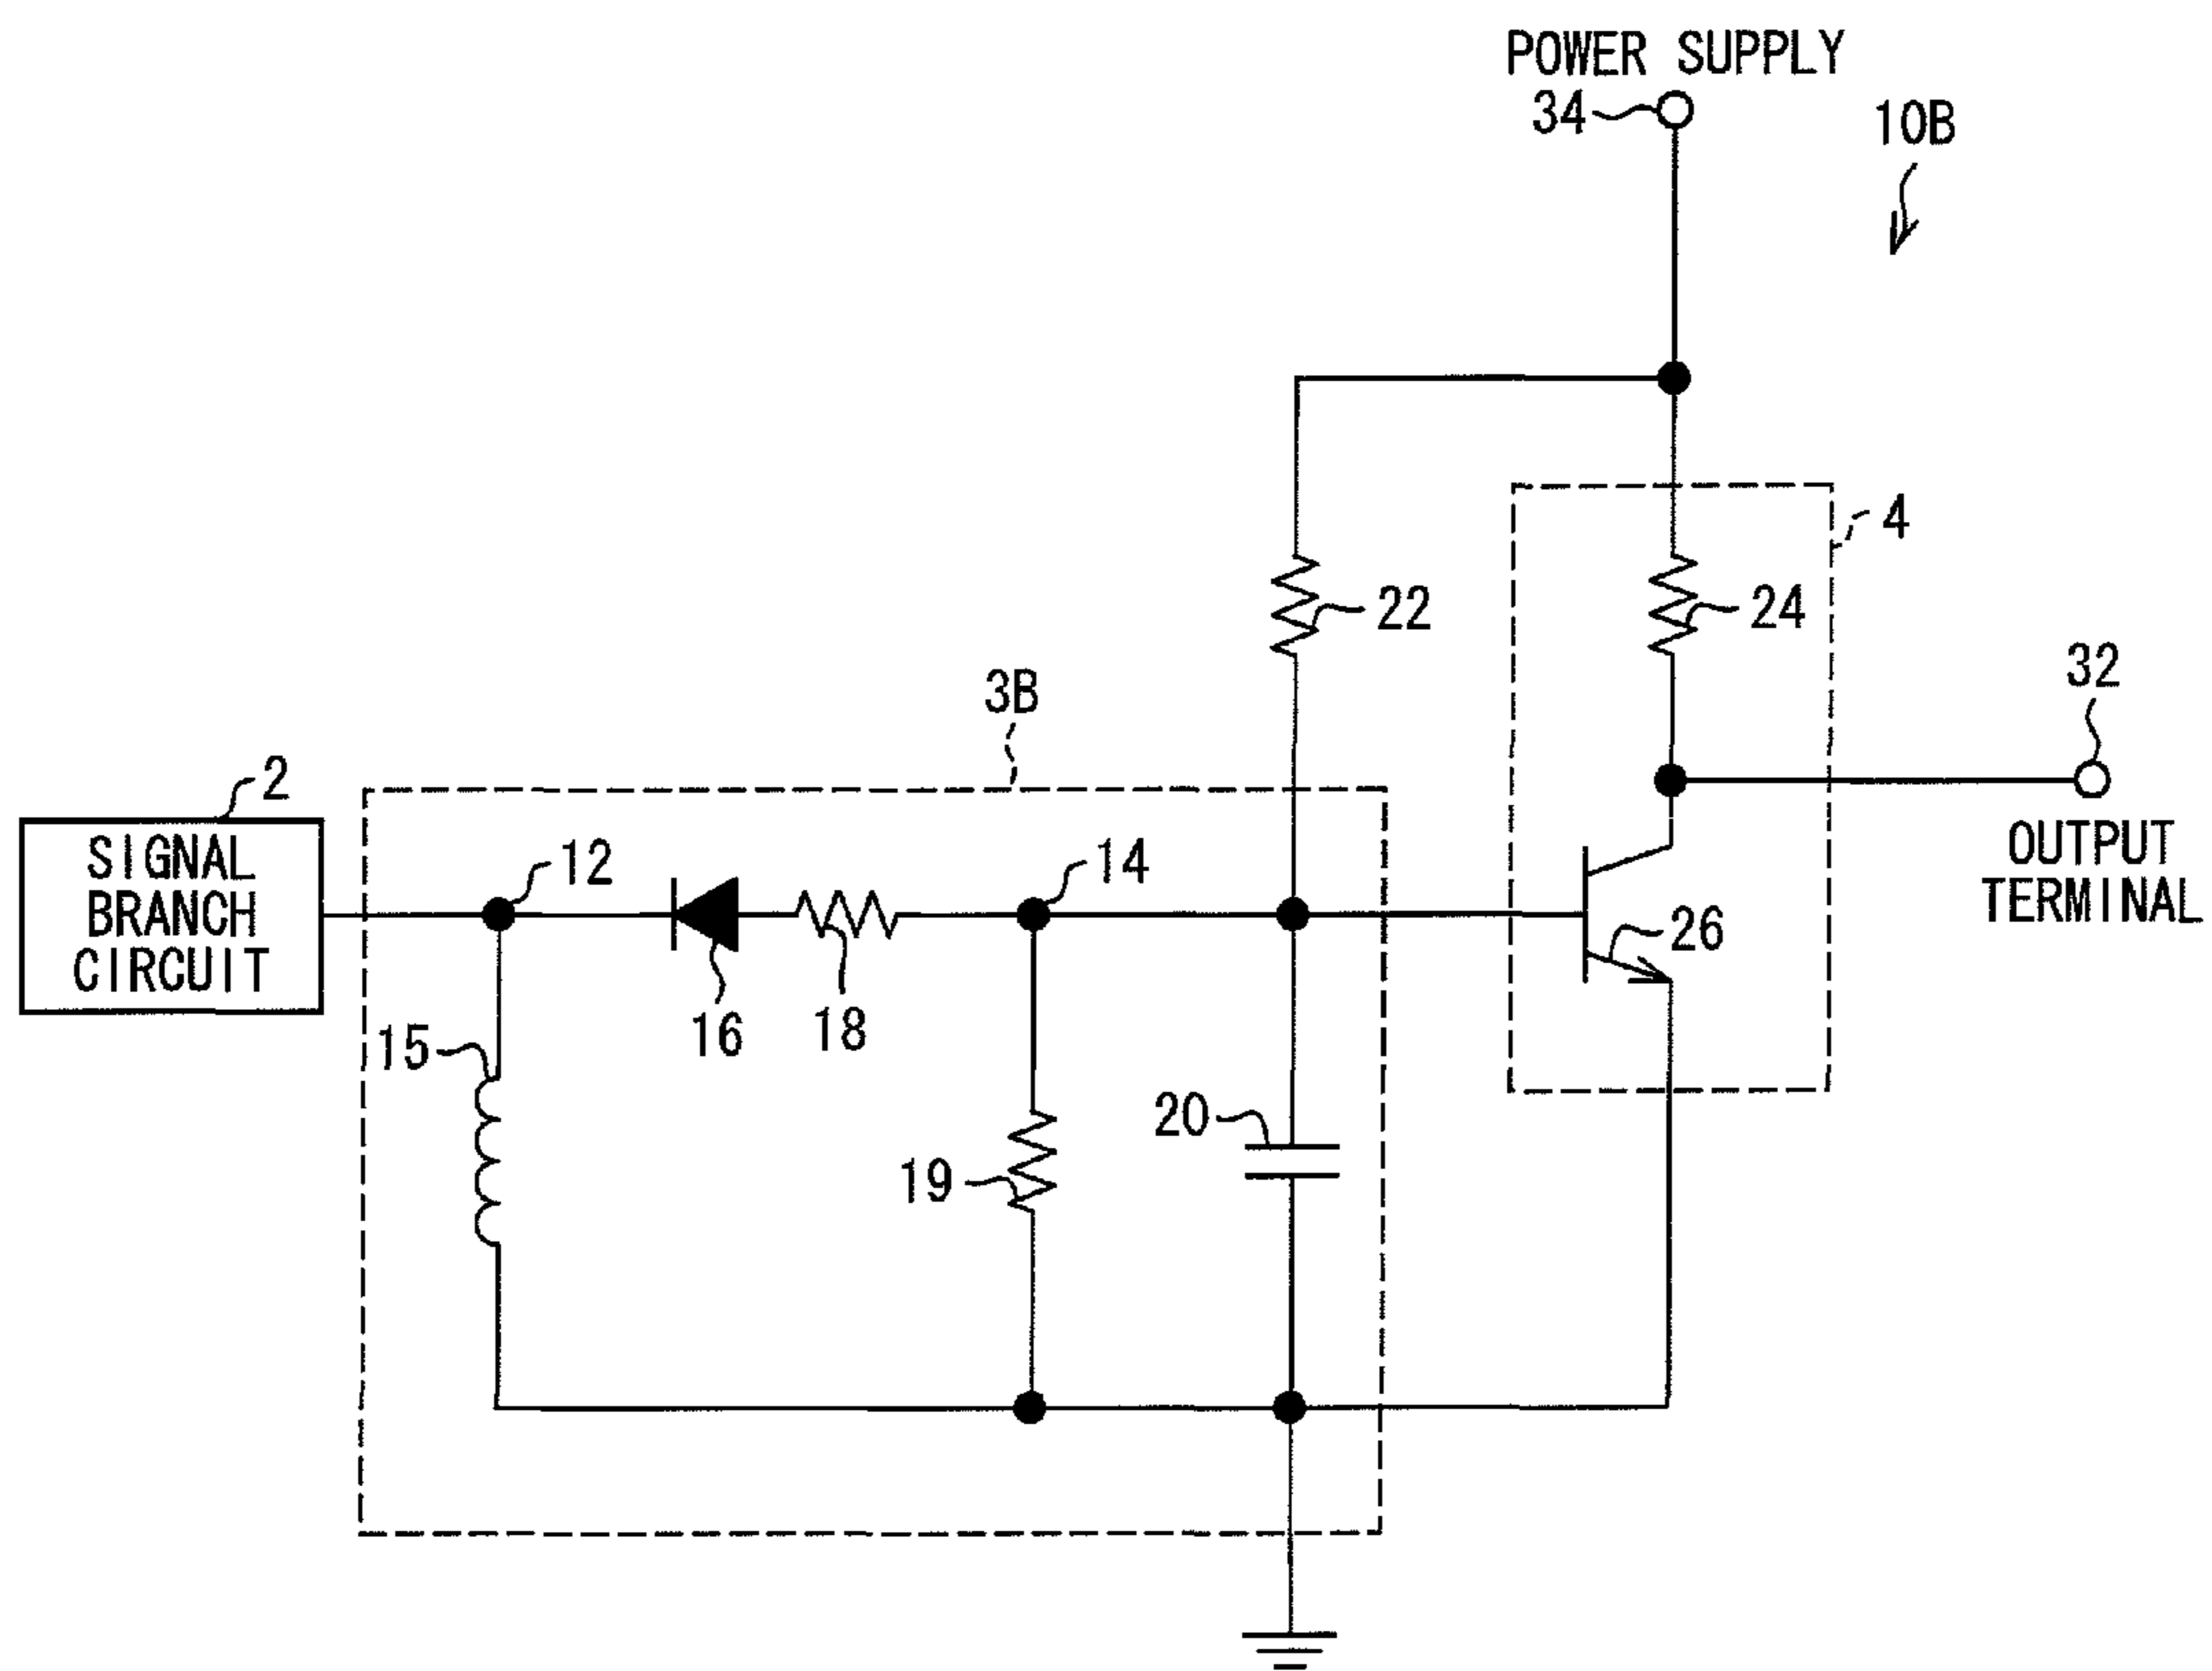 POWER SUPPLY
34
10B
4
22
24
32
3B
2
SIGNAL
BRANCH
CIRCUIT
12
14
OUTPUT
TERMINAL
26
16
18
15
20
19